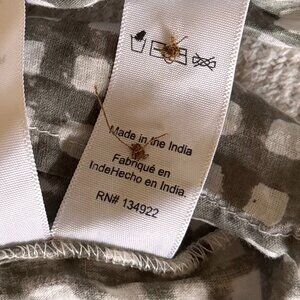 Made in the India
Fabriqué en
IndeHecho en India.
RN# 134922